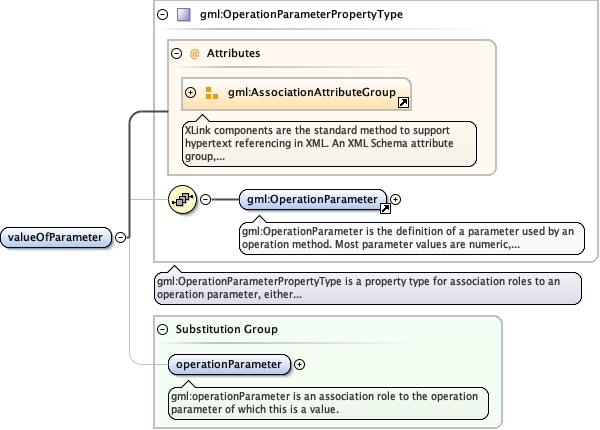 gml:OperationParameterPropertyType
@ Attributes
gml:AssociationAttributeGroup
XLink components are the standard method to support
hypertext referencing in XML. An XML Schema attribute
group,...
gml:OperationParameter
gml:OperationParameter is the definition of a parameter used by an
operation method. Most parameter values are numeric,...
valueOfParameter
gml:OperationParameterPropertyType is a property type for association roles to an
operation parameter, either...
Substitution Group
operationParameter
gml:operationParameter is an association role to the operation
parameter of which this is a value.